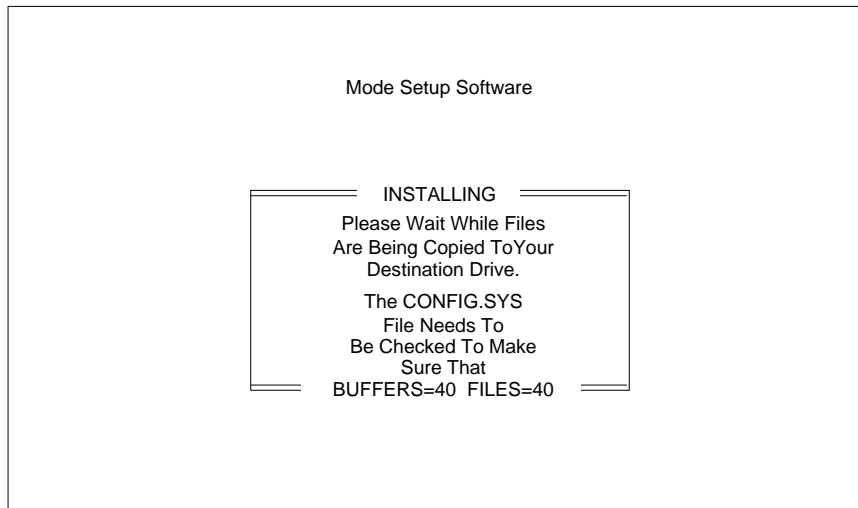 Mode Setup Software
INSTALLING
Please Wait While Files
Are Being Copied ToYour
Destination Drive.
The CONFIG.SYS
File Needs To
Be Checked To Make
Sure That
BUFFERS=40 FILES=40